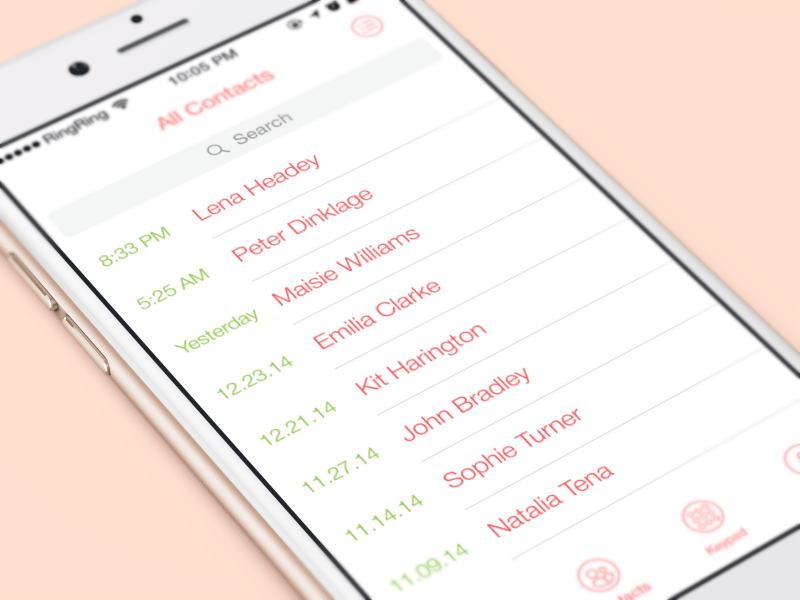 RingRing 10:05 PM
All Contacts
Search
8:33 PM Lena Headey
5:25 AM Peter Dinklage
Yesterday Maisie Williams
12.23.14 Emilia Clarke
12.21.14 Kit Harington
11.27.14 John Bradley
11.14.14 Sophie Turner
11.09.14 Natalia Tena
Keypad